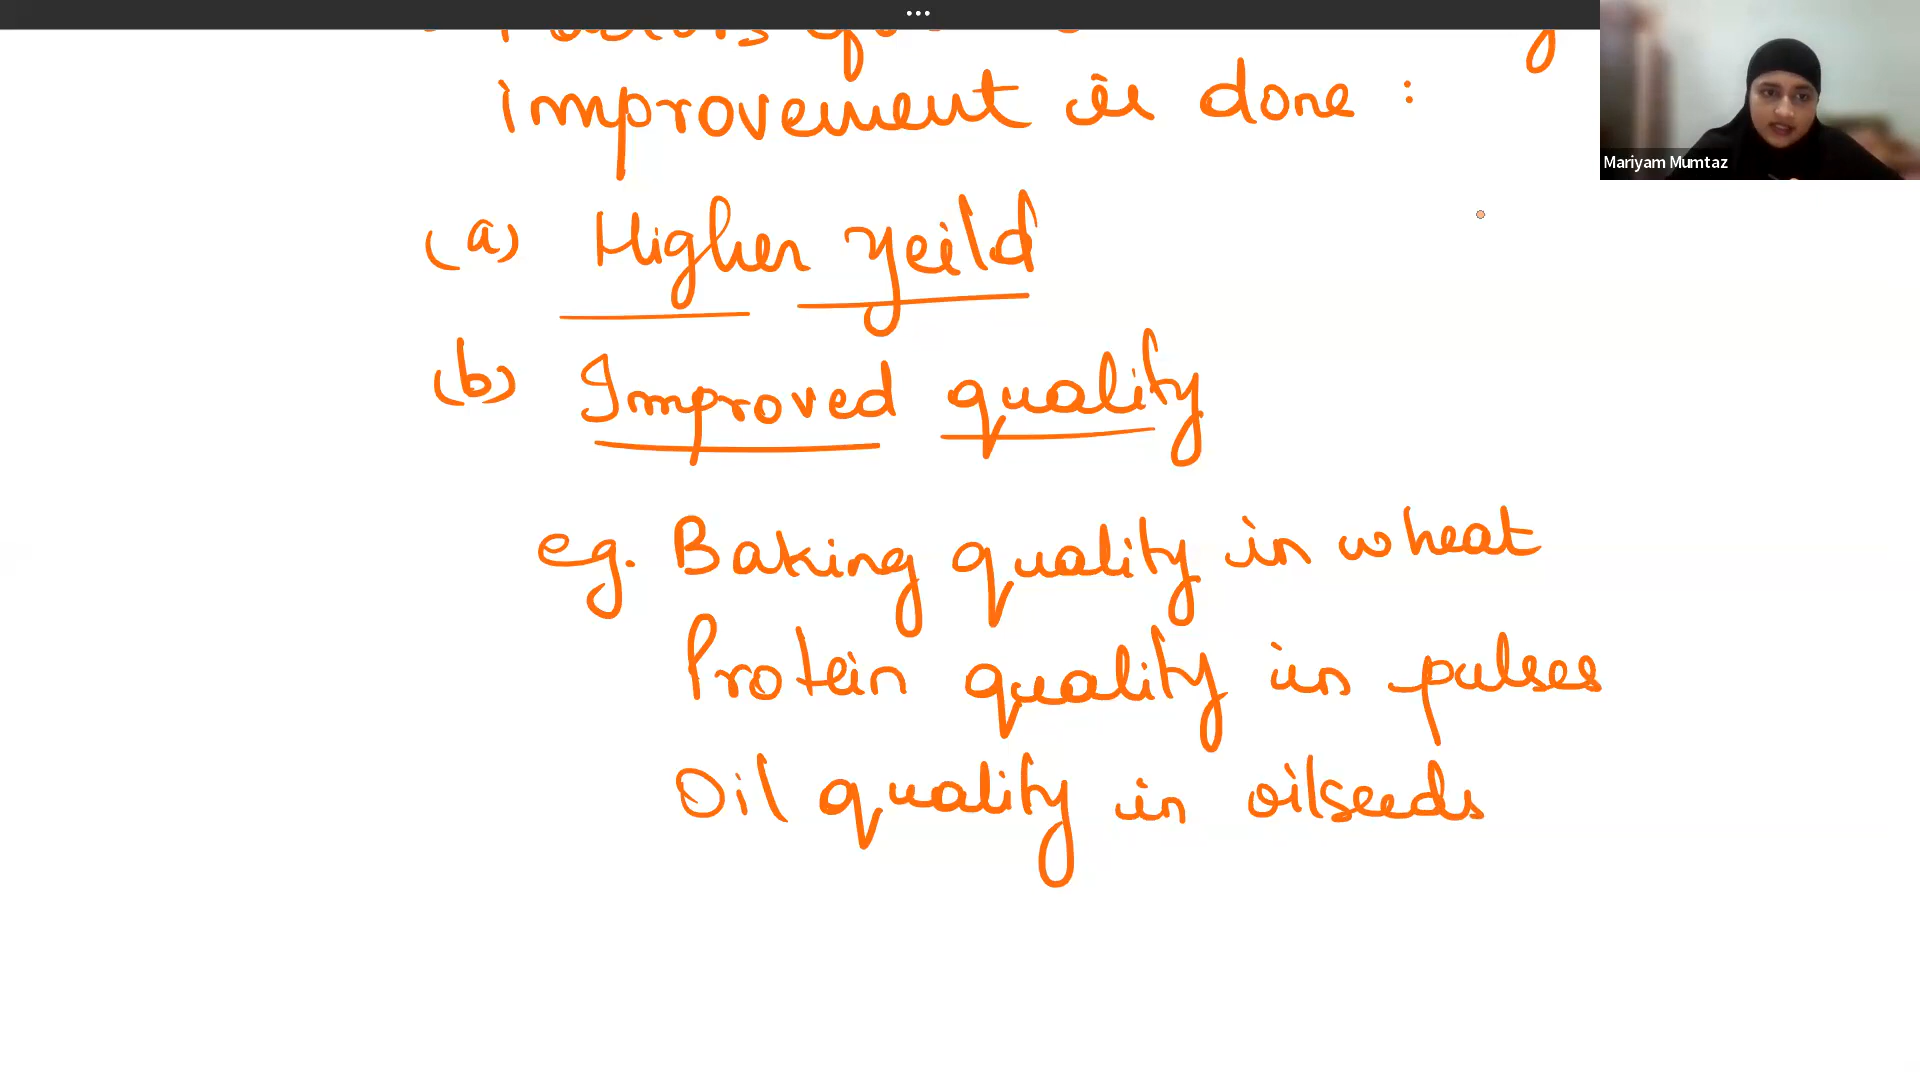 improvement is done :
Mariyam Mumtaz
(a) Higher yeild
(b) Improved quality
eg. Baking quality in wheat
Protein quality in pulses
Oil quality in oilseeds